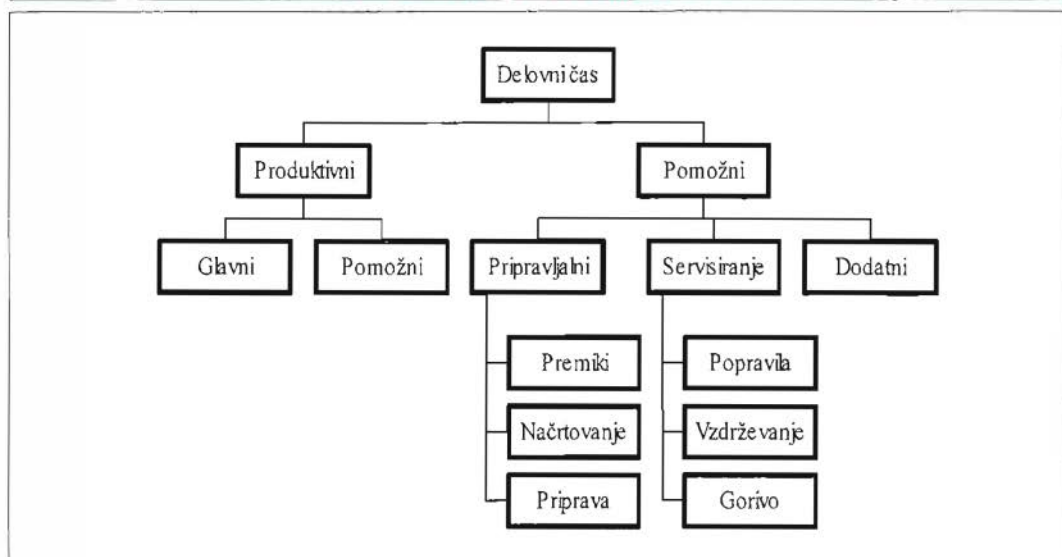 Delovni čas
Produktivni
Pomožni
Glavni
Pomožni
Pripravljalni
Servisiranje
Dodatni
Premiki
Popravila
Načrtovanje
Vzdrževanje
Priprava
Gorivo